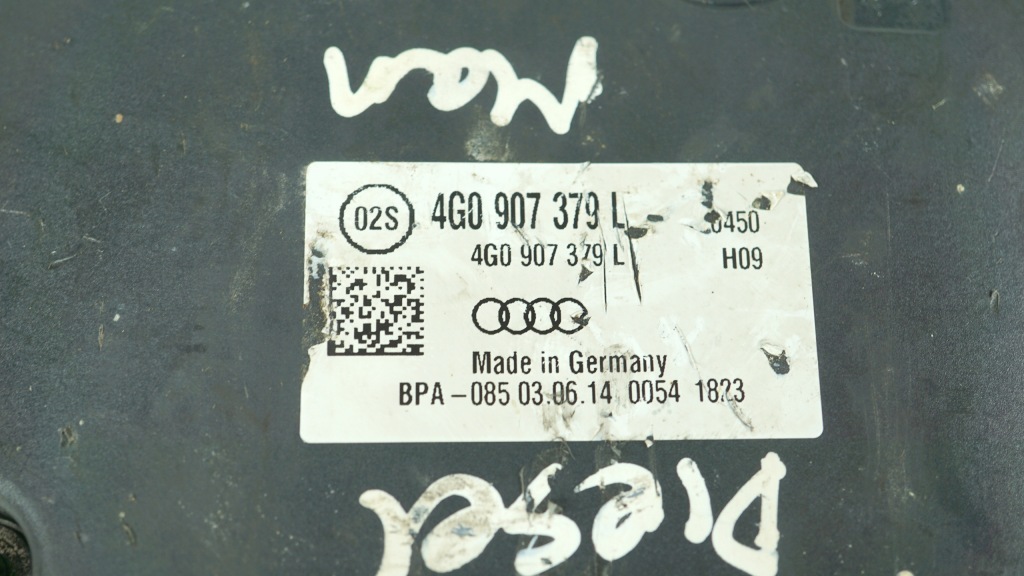 02S 4G0 907 379 L 0450
4G0 907 379 L H09
Made in Germany
BPA-085 03.06.14 0054 1823
Diesel